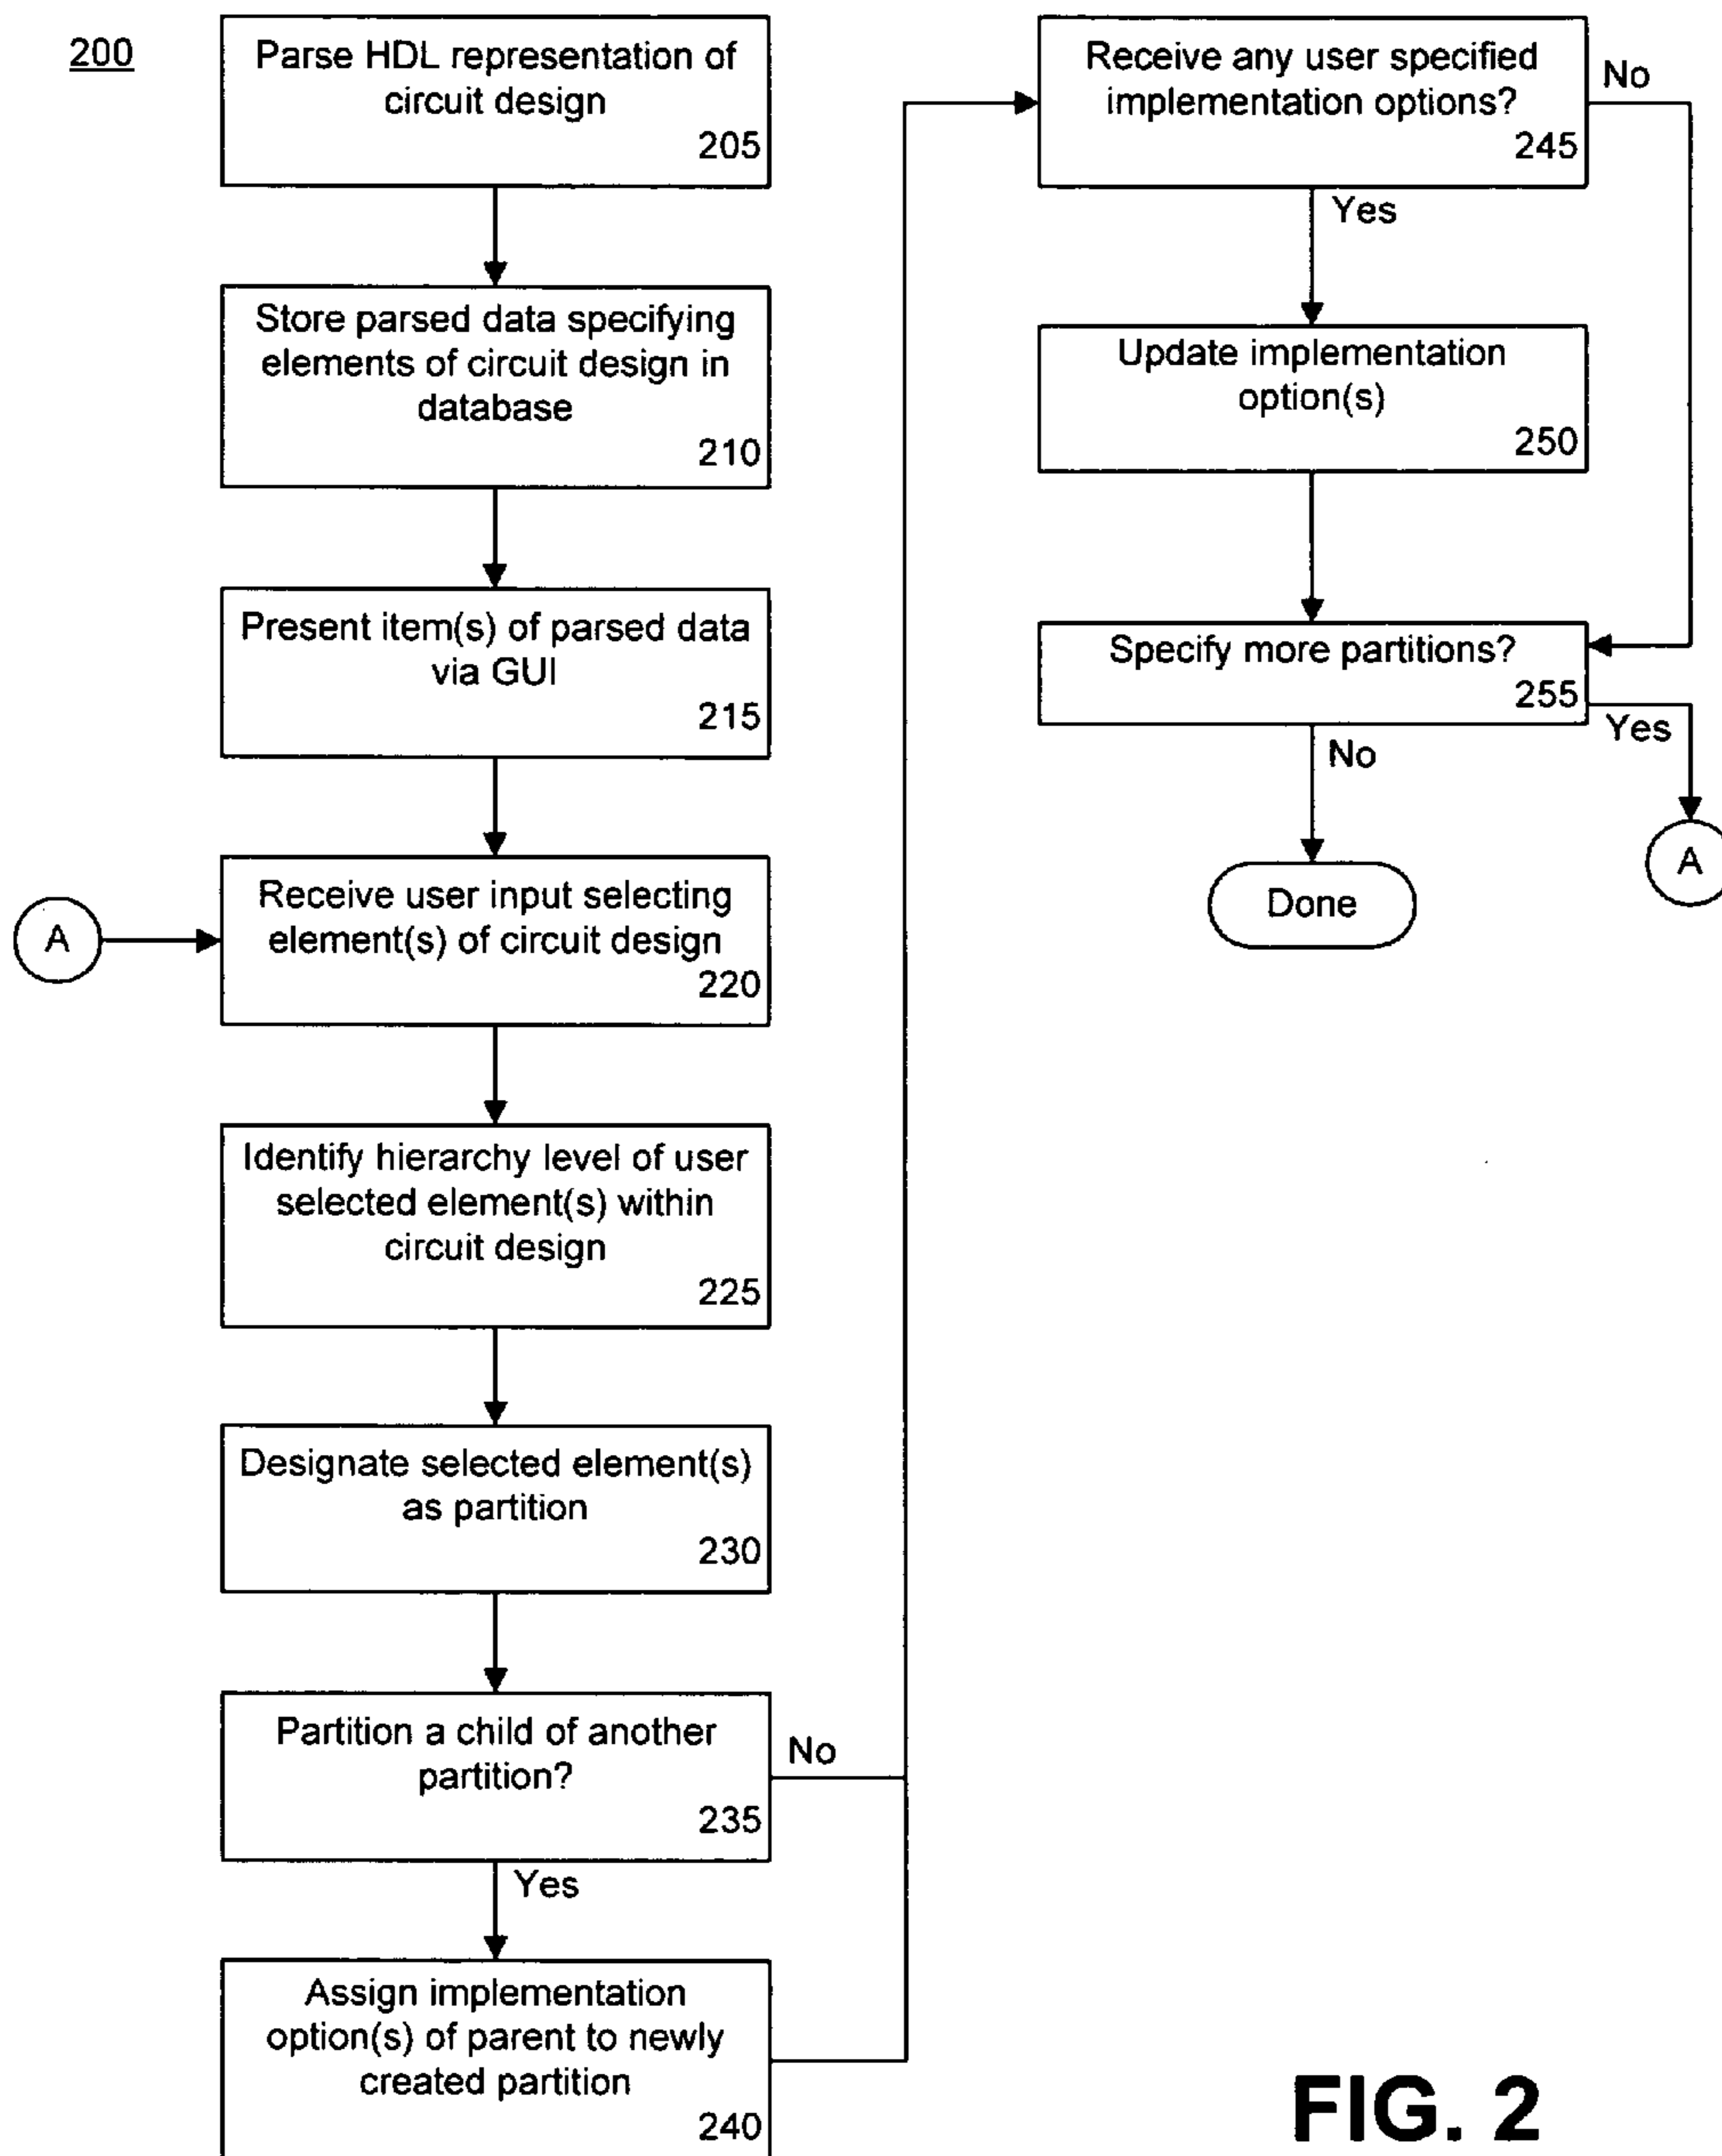 200
Parse HDL representation of
circuit design
205
Store parsed data specifying
elements of circuit design in
database
210
Present item(s) of parsed data
via GUI
215
A
Receive user input selecting
element(s) of circuit design
220
Identify hierarchy level of user
selected element(s) within
circuit design
225
Designate selected element(s)
as partition
230
Partition a child of another
partition?
235
No
Yes
Assign implementation
option(s) of parent to newly
created partition
240
Receive any user specified
implementation options?
245
No
Yes
Update implementation
option(s)
250
Specify more partitions?
255
Yes
No
A
Done
FIG. 2